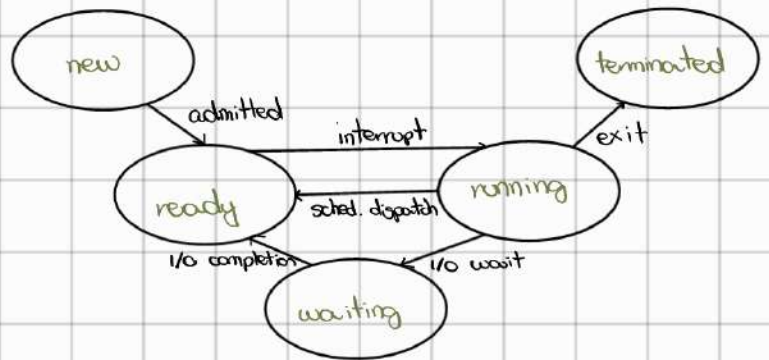 new
terminated
admitted
interrupt
exit
ready
running
sched. dispatch
I/O completion
I/O wait
waiting